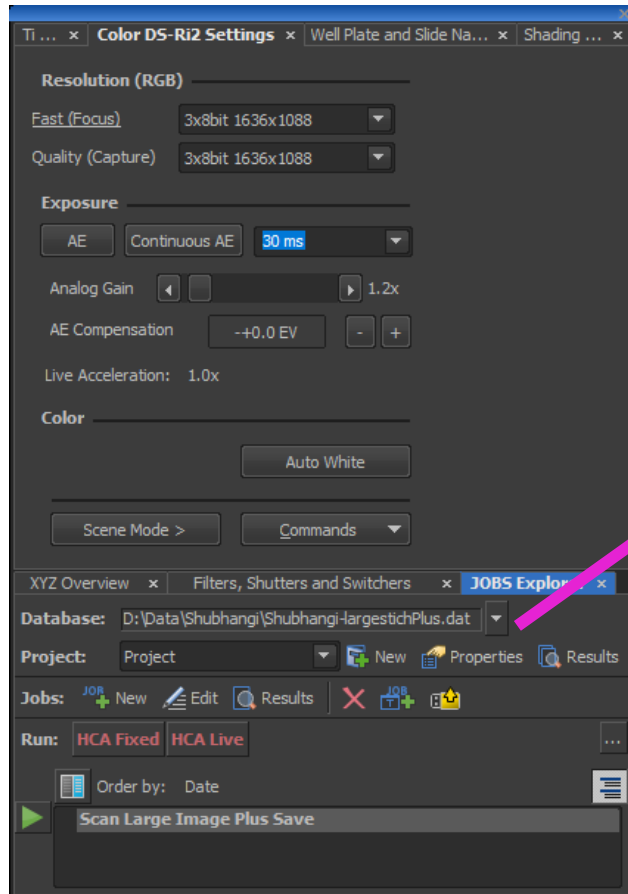 Ti ... x Color DS-Ri2 Settings x Well Plate and Slide Na... x Shading ... x
Resolution (RGB)
Fast (Focus) 3x8bit 1636x1088
Quality (Capture) 3x8bit 1636x1088
Exposure
AE Continuous AE 30 ms
Analog Gain 1.2x
AE Compensation -+0.0 EV - +
Live Acceleration: 1.0x
Color
Auto White
Scene Mode > Commands
XYZ Overview x Filters, Shutters and Switchers x JOBS Explor x
Database: D:\Data\Shubhangi\Shubhangi-largestichPlus.dat
Project: Project New Properties Results
Jobs: JOB New Edit Results
Run: HCA Fixed HCA Live ...
Order by: Date
Scan Large Image Plus Save